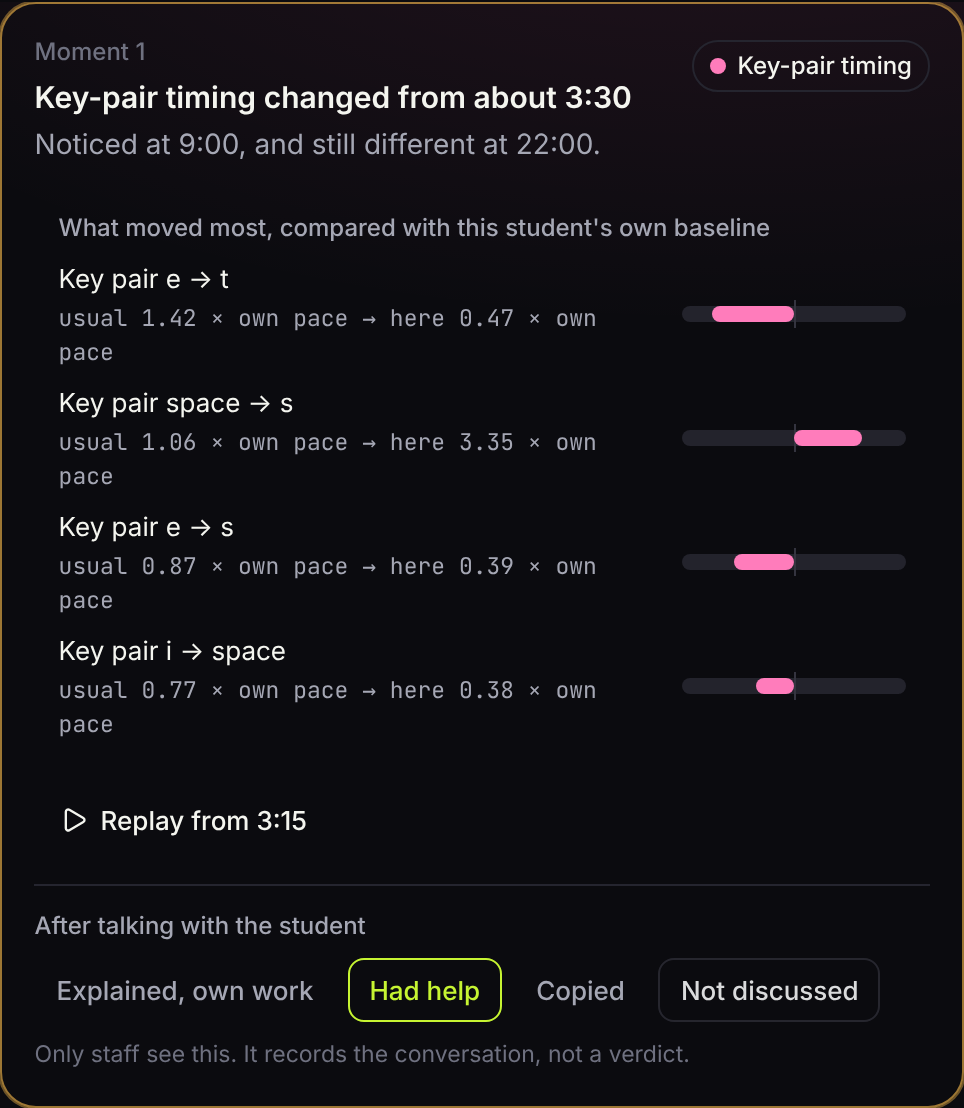 Moment 1
Key-pair timing
Key-pair timing changed from about 3:30
Noticed at 9:00, and still different at 22:00.
What moved most, compared with this student's own baseline
Key pair e → t
usual 1.42 × own pace → here 0.47 × own
pace
Key pair space → s
usual 1.06 × own pace → here 3.35 × own
pace
Key pair e → s
usual 0.87 × own pace → here 0.39 × own
pace
Key pair i → space
usual 0.77 × own pace → here 0.38 × own
pace
Replay from 3:15
After talking with the student
Explained, own work Had help Copied Not discussed
Only staff see this. It records the conversation, not a verdict.